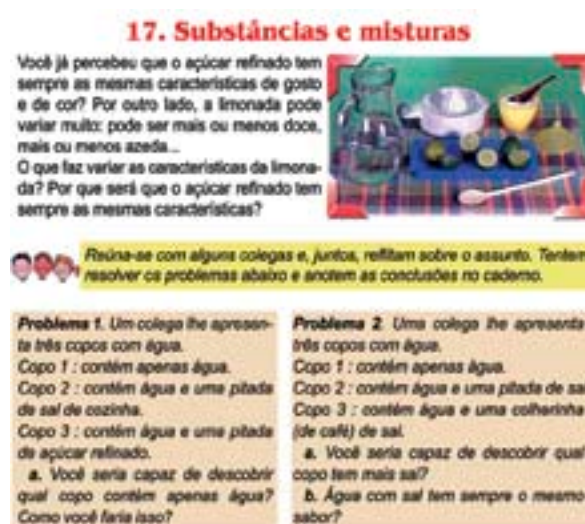 17. Substâncias e misturas
Você já percebeu que o açúcar refinado tem
sempre as mesmas características de gosto
e de cor? Por outro lado, a limonada pode
variar muito: pode ser mais ou menos doce,
mais ou menos azeda...
O que faz variar as características da limona-
da? Por que será que o açúcar refinado tem
sempre as mesmas características?
Reúna-se com alguns colegas e, juntos, reflitam sobre o assunto. Tentem
resolver os problemas abaixo e anotem as conclusões no caderno.
Problema 1. Um colega lhe apresen-
ta três copos com água.
Copo 1 : contém apenas água.
Copo 2 : contém água e uma pitada
de sal de cozinha.
Copo 3 : contém água e uma pitada
de açúcar refinado.
a. Você seria capaz de descobrir
qual copo contém apenas água?
Como você faria isso?
Problema 2. Uma colega lhe apresenta
três copos com água.
Copo 1 : contém apenas água.
Copo 2 : contém água e uma pitada de sa
Copo 3 : contém água e uma colherinha
(de café) de sal.
a. Você seria capaz de descobrir qual
copo tem mais sal?
b. Água com sal tem sempre o mesmo
sabor?